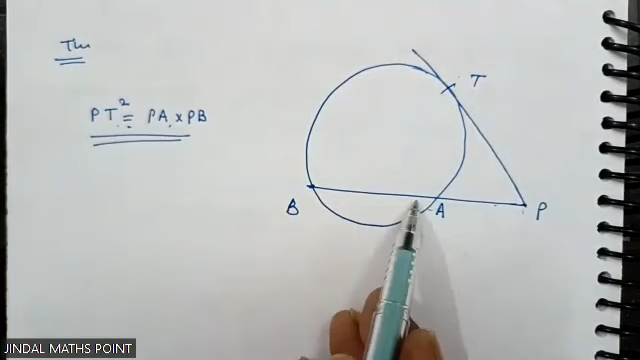 Thm
PT² = PA × PB
T
B
A
P
JINDAL MATHS POINT